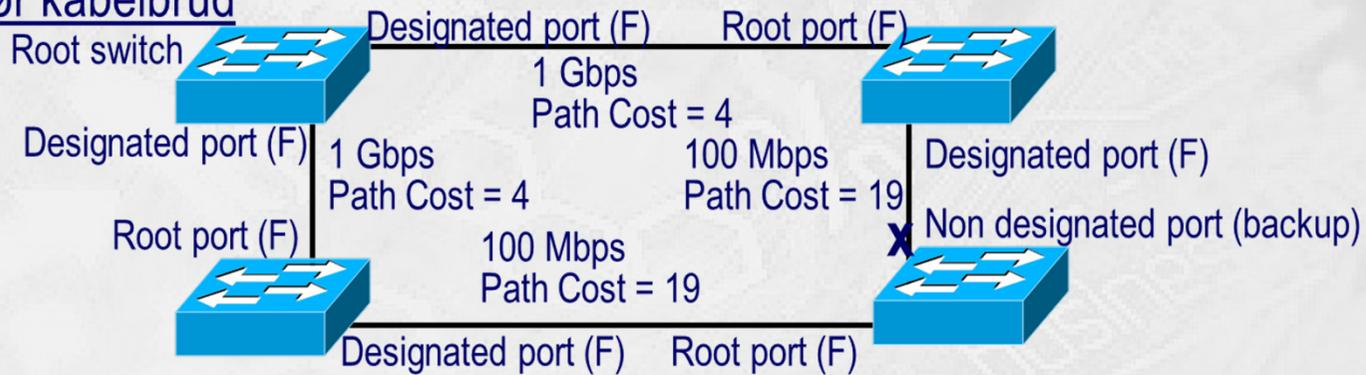 kabelbrud
Root switch
Designated port (F)
Root port (F)
1 Gbps
Path Cost = 4
Designated port (F)
1 Gbps
Path Cost = 4
100 Mbps
Path Cost = 19
Designated port (F)
X
Non designated port (backup)
Root port (F)
100 Mbps
Path Cost = 19
Designated port (F)
Root port (F)